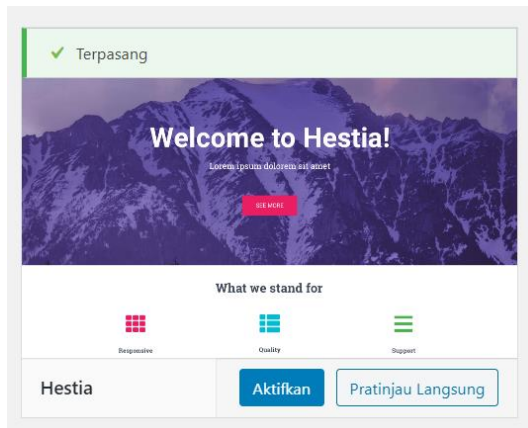 Terpasang
Welcome to Hestia!
Lorem ipsum dolorem sit amet
SEE MORE
What we stand for
Responsive Quality Support
Hestia Aktifkan Pratinjau Langsung